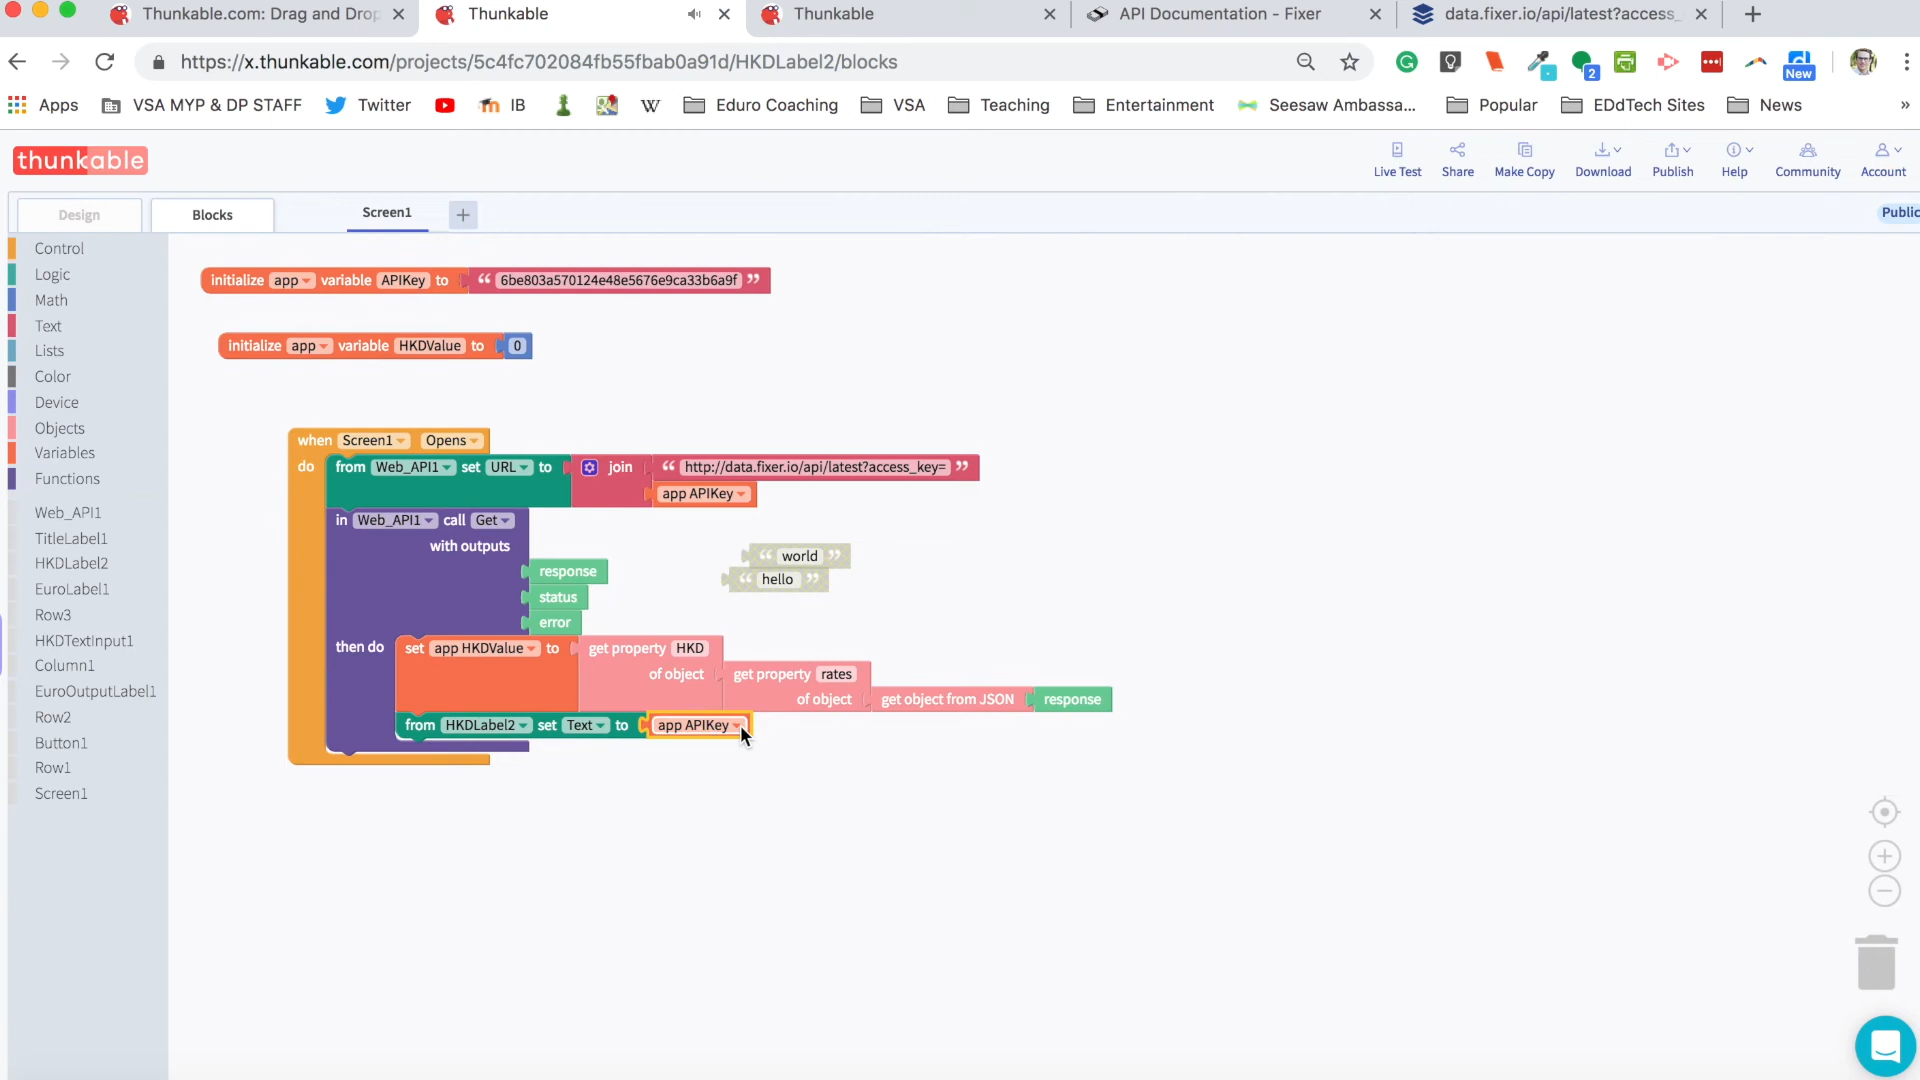 Thunkable.com: Drag and Drop
Thunkable
Thunkable
API Documentation - Fixer
data.fixer.io/api/latest?access_
https://x.thunkable.com/projects/5c4fc702084fb55fbab0a91d/HKDLabel2/blocks
2
New
Apps
VSA MYP & DP STAFF
Twitter
IB
W
Eduro Coaching
VSA
Teaching
Entertainment
Seesaw Ambassa...
Popular
EDdTech Sites
News
»
thunkable
Live Test
Share
Make Copy
Download
Publish
Help
Community
Account
Design
Blocks
Screen1
Public
Control
Logic
Math
Text
Lists
Color
Device
Objects
Variables
Functions
Web_API1
TitleLabel1
HKDLabel2
EuroLabel1
Row3
HKDTextInput1
Column1
EuroOutputLabel1
Row2
Button1
Row1
Screen1
initialize app variable APIKey to “ 6be803a570124e48e5676e9ca33b6a9f ”
initialize app variable HKDValue to 0
when Screen1 Opens
do from Web_API1 set URL to join “ http://data.fixer.io/api/latest?access_key= ”
app APIKey
in Web_API1 call Get
with outputs
“ world ”
response
“ hello ”
status
error
then do set app HKDValue to get property HKD
of object get property rates
of object get object from JSON response
from HKDLabel2 set Text to app APIKey